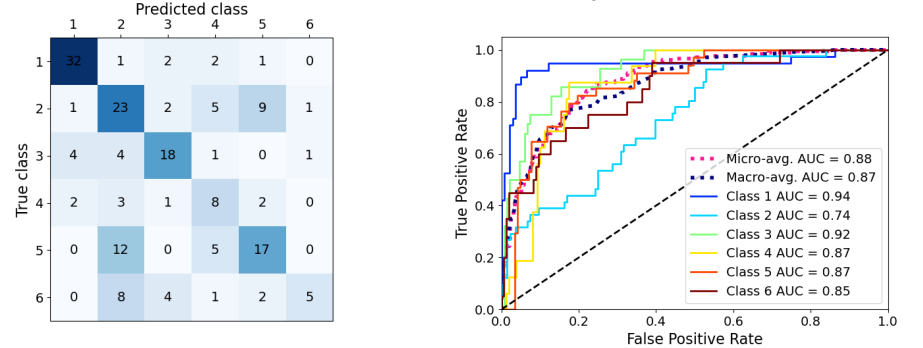 Predicted class
1 2 3 4 5 6
True class
1 32 1 2 2 1 0
2 1 23 2 5 9 1
3 4 4 18 1 0 1
4 2 3 1 8 2 0
5 0 12 0 5 17 0
6 0 8 4 1 2 5
True Positive Rate
1.0
0.8
0.6
0.4
0.2
0.0
Micro-avg. AUC = 0.88
Macro-avg. AUC = 0.87
Class 1 AUC = 0.94
Class 2 AUC = 0.74
Class 3 AUC = 0.92
Class 4 AUC = 0.87
Class 5 AUC = 0.87
Class 6 AUC = 0.85
0.0 0.2 0.4 0.6 0.8 1.0
False Positive Rate